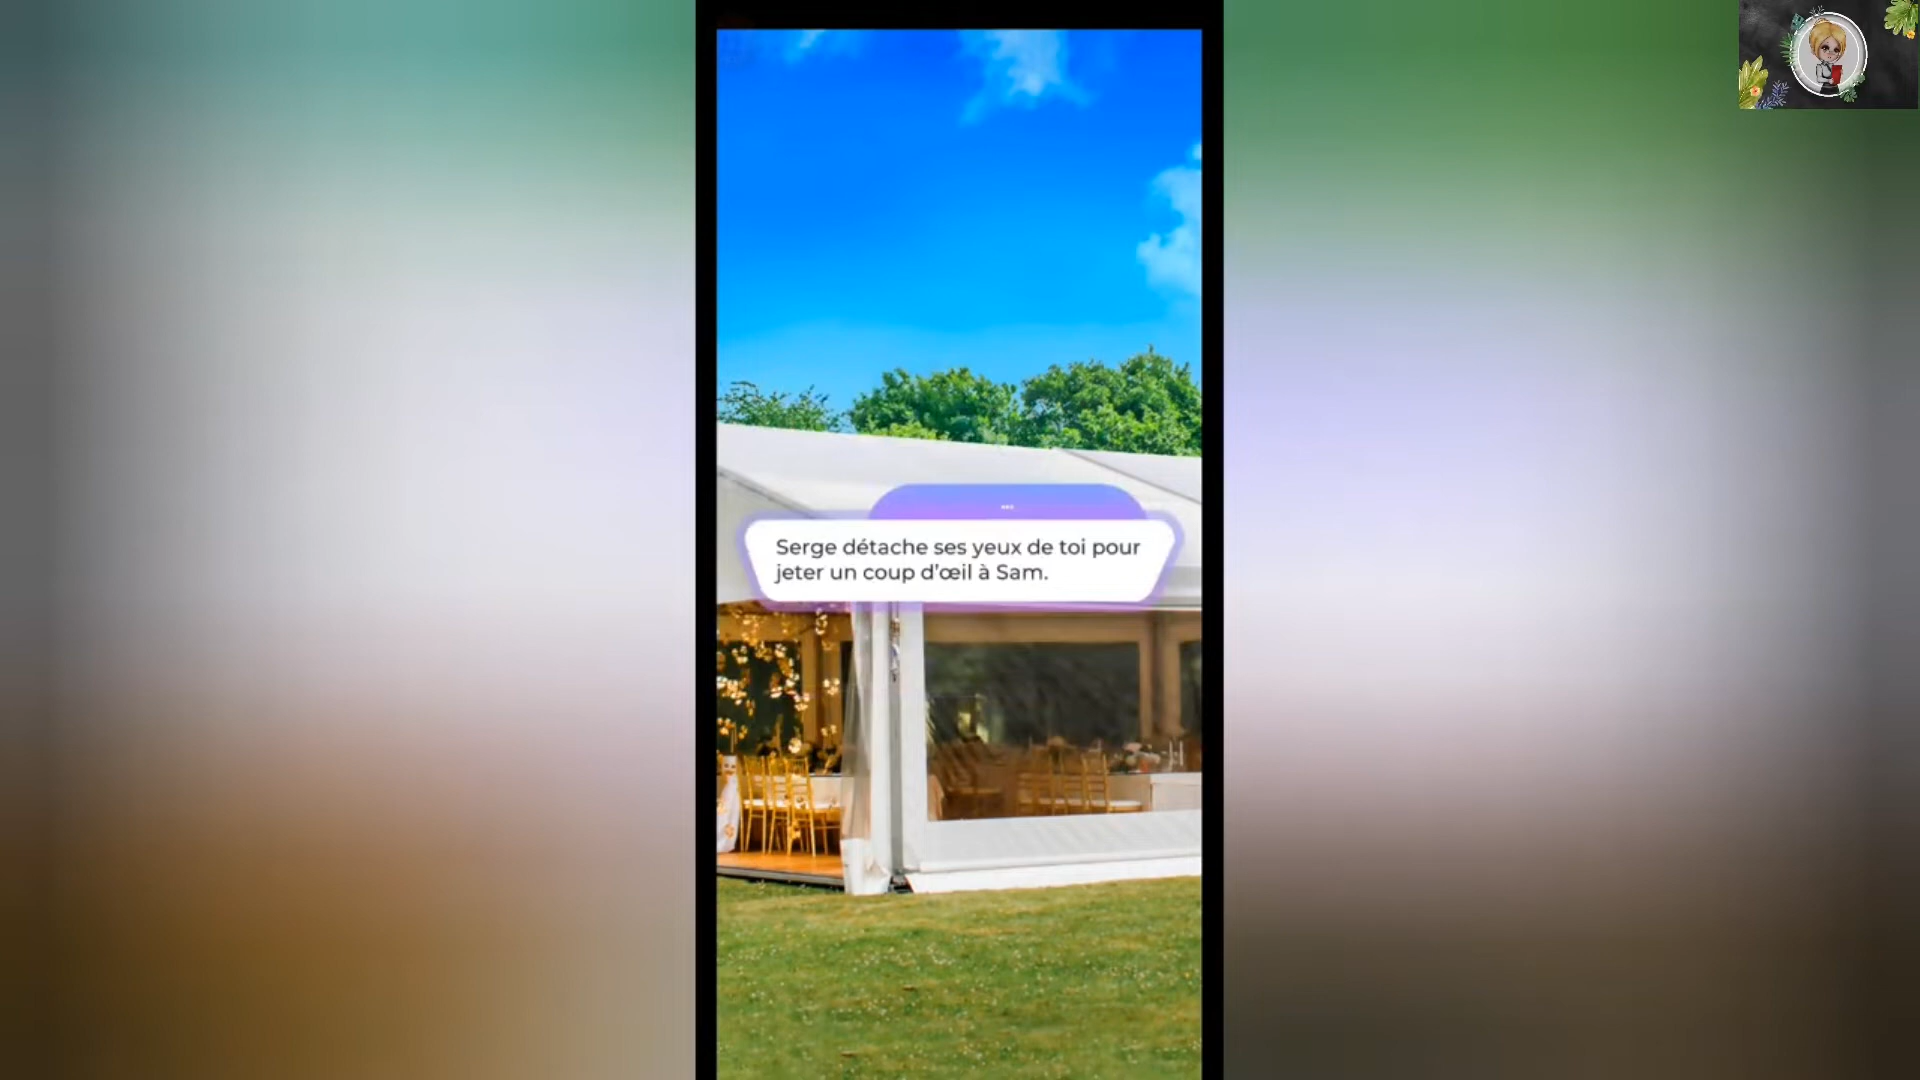 ...
Serge détache ses yeux de toi pour
jeter un coup d’œil à Sam.